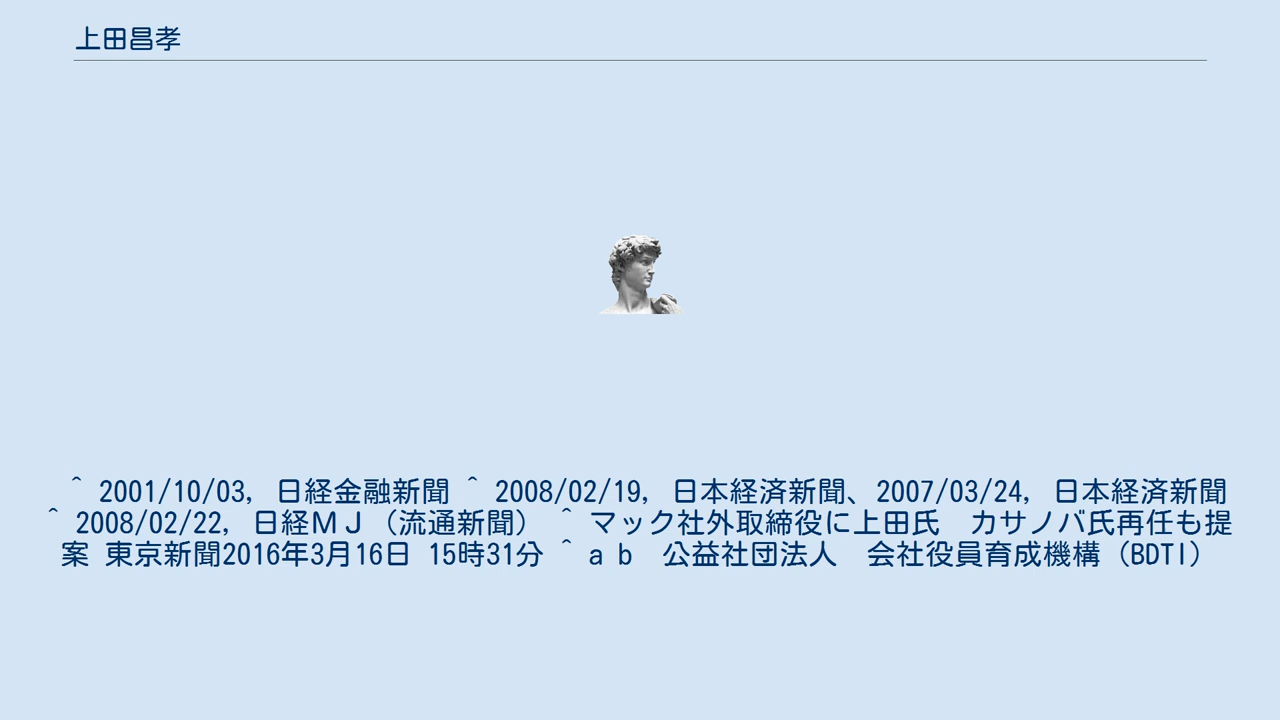 上田昌孝
^ 2001/10/03, 日経金融新聞 ^ 2008/02/19, 日本経済新聞、2007/03/24, 日本経済新聞
^ 2008/02/22, 日経ＭＪ（流通新聞） ^ マック社外取締役に上田氏　カサノバ氏再任も提
案 東京新聞2016年3月16日 15時31分 ^ a b　公益社団法人　会社役員育成機構（BDTI）